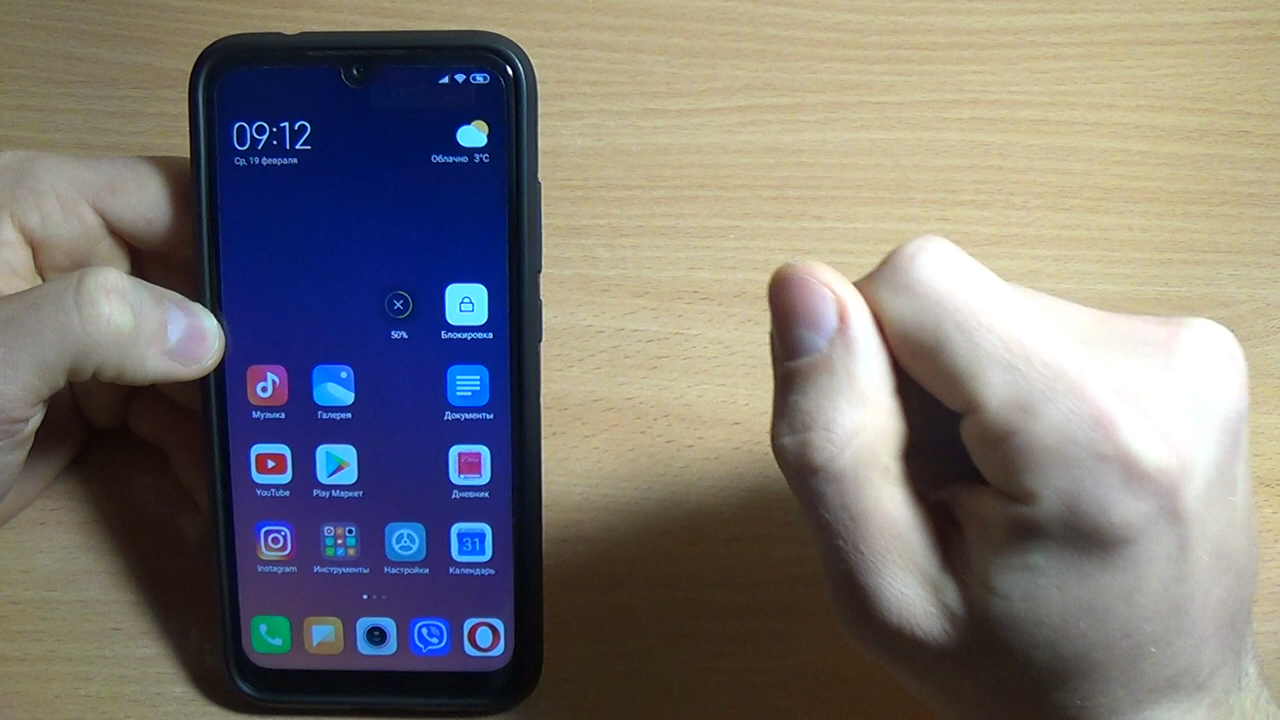 09:12
Ср, 19 февраля
Облачно 3°C
50%
Блокировка
Музыка
Галерея
Документы
YouTube
Play Маркет
Дневник
31
Instagram
Инструменты
Настройки
Календарь